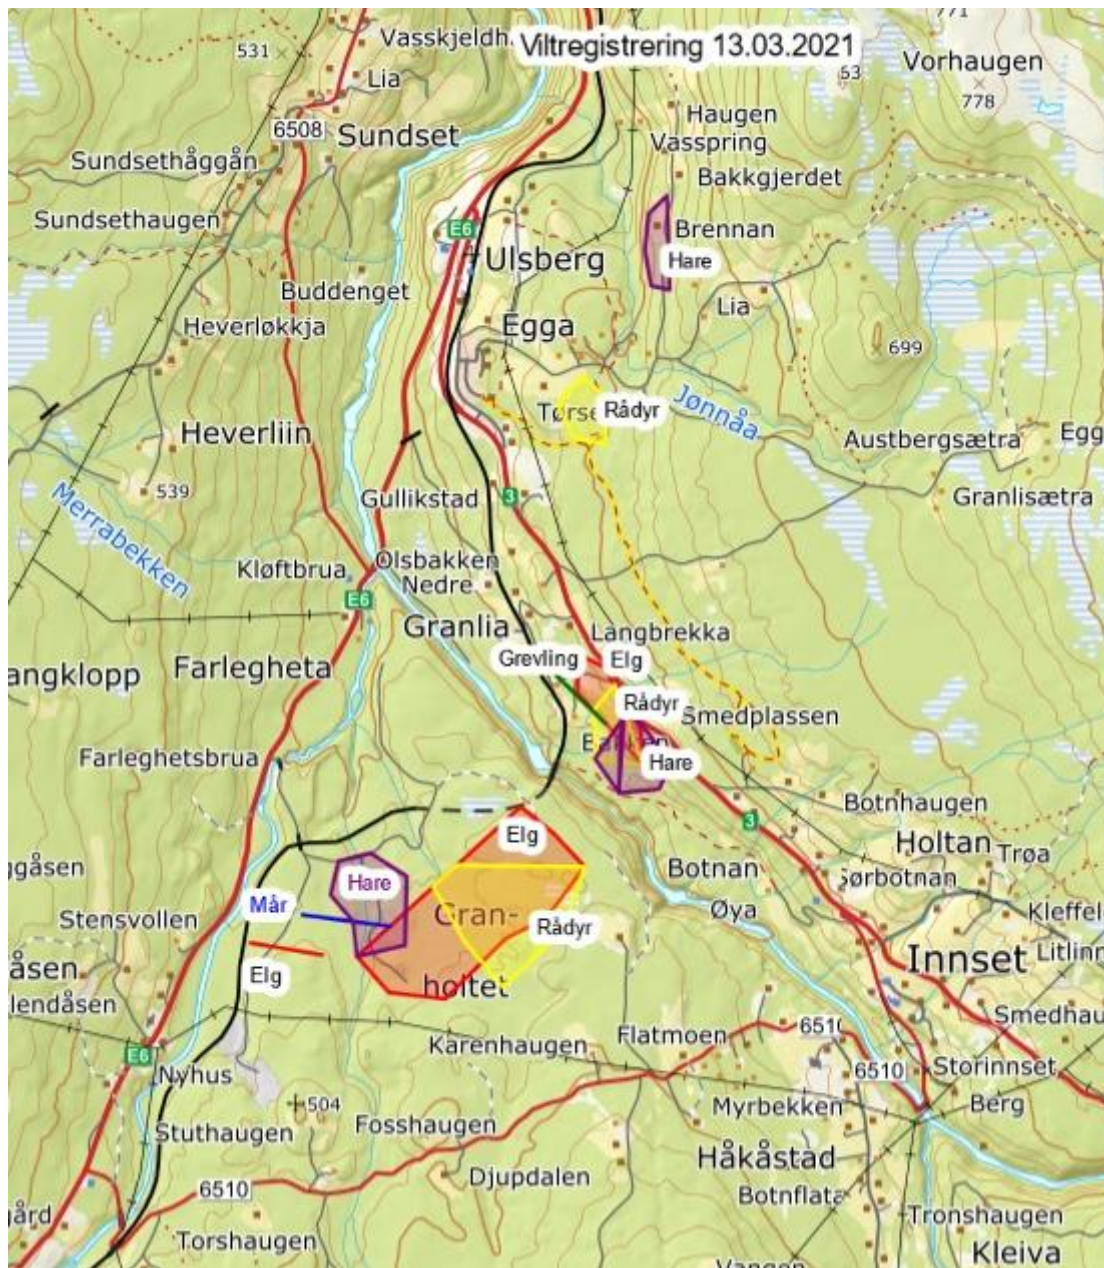 Vasskjeldh
Viltregistrering 13.03.2021
771
531
Lia
Vorhaugen
53
778
6508
Sundset
Haugen
Vasspring
Sundsethåggån
Bakkgjerdet
Sundsethaugen
E6
Brennan
Ulsberg
Hare
Buddenget
Lia
Heverløkkja
Egga
699
Tørse
Rådyr
Jønnåa
Heverliin
Austbergsætra
Egg
539
Gullikstad
3
Granlisætra
Merrabekken
Kløftbrua
Olsbakken
Nedre
E6
Granlia
Langbrekka
angklopp
Farlegheta
Grevling
Elg
Rådyr
Smedplassen
Farleghetsbrua
Hare
Botnhaugen
3
Elg
Holtan
Trøa
ggåsen
Botnan
Sørbotnan
Hare
Mår
Gran-
Øya
Kleffel
Stensvollen
Rådyr
Litlinn
åsen
Elg
Innset
lendåsen
holtet
Smedhau
6510
Flatmoen
Karenhaugen
E6
Nyhus
6510
Storinnset
504
Myrbekken
Berg
Stuthaugen
Fosshaugen
Håkåstad
Djupdalen
6510
Botnflata
gård
Tronshaugen
Torshaugen
Kleiva
Vangen